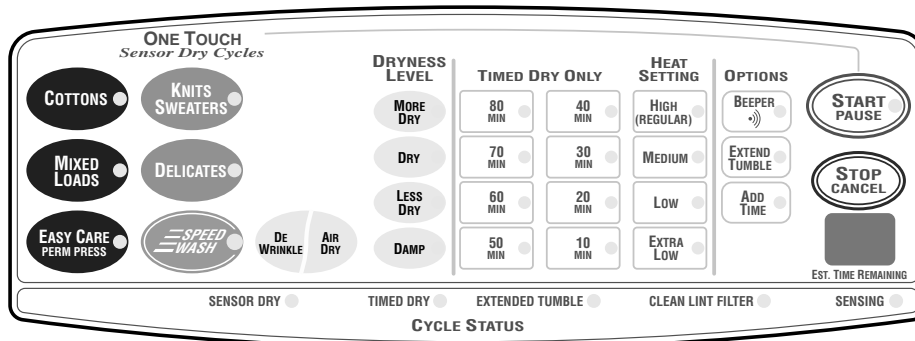 ONE TOUCH
Sensor Dry Cycles
COTTONS
KNITS
SWEATERS
MIXED
LOADS
DELICATES
EASY CARE
PERM PRESS
SPEED
WASH
DE
WRINKLE
AIR
DRY
DRYNESS
LEVEL
MORE
DRY
DRY
LESS
DRY
DAMP
TIMED DRY ONLY
80
MIN
40
MIN
70
MIN
30
MIN
60
MIN
20
MIN
50
MIN
10
MIN
HEAT
SETTING
HIGH
(REGULAR)
MEDIUM
LOW
EXTRA
LOW
OPTIONS
BEEPER
EXTEND
TUMBLE
ADD
TIME
START
PAUSE
STOP
CANCEL
EST. TIME REMAINING
SENSOR DRY
TIMED DRY
EXTENDED TUMBLE
CLEAN LINT FILTER
SENSING
CYCLE STATUS